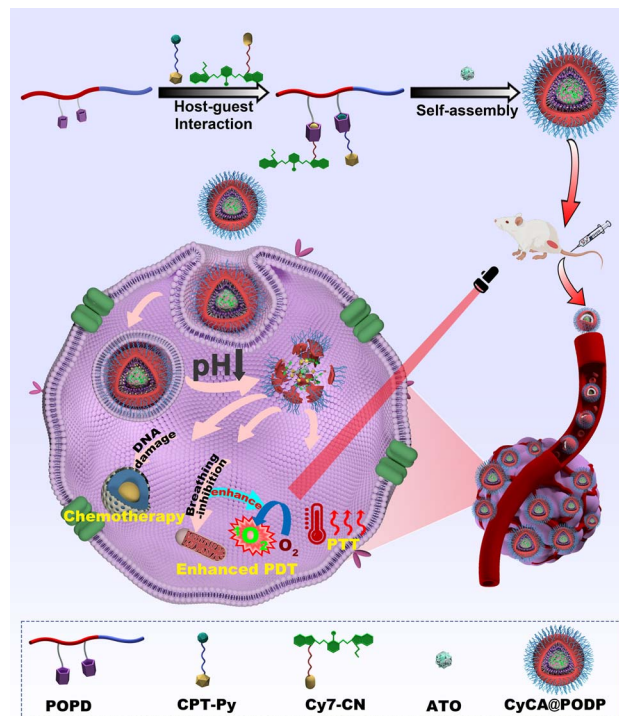 Host-guest
Interaction
Self-assembly
pH
DNA
damage
Chemotherapy
Breathing
inhibition
enhance
O
O2
Enhanced PDT
PTT
POPD
CPT-Py
Cy7-CN
ATO
CyCA@PODP